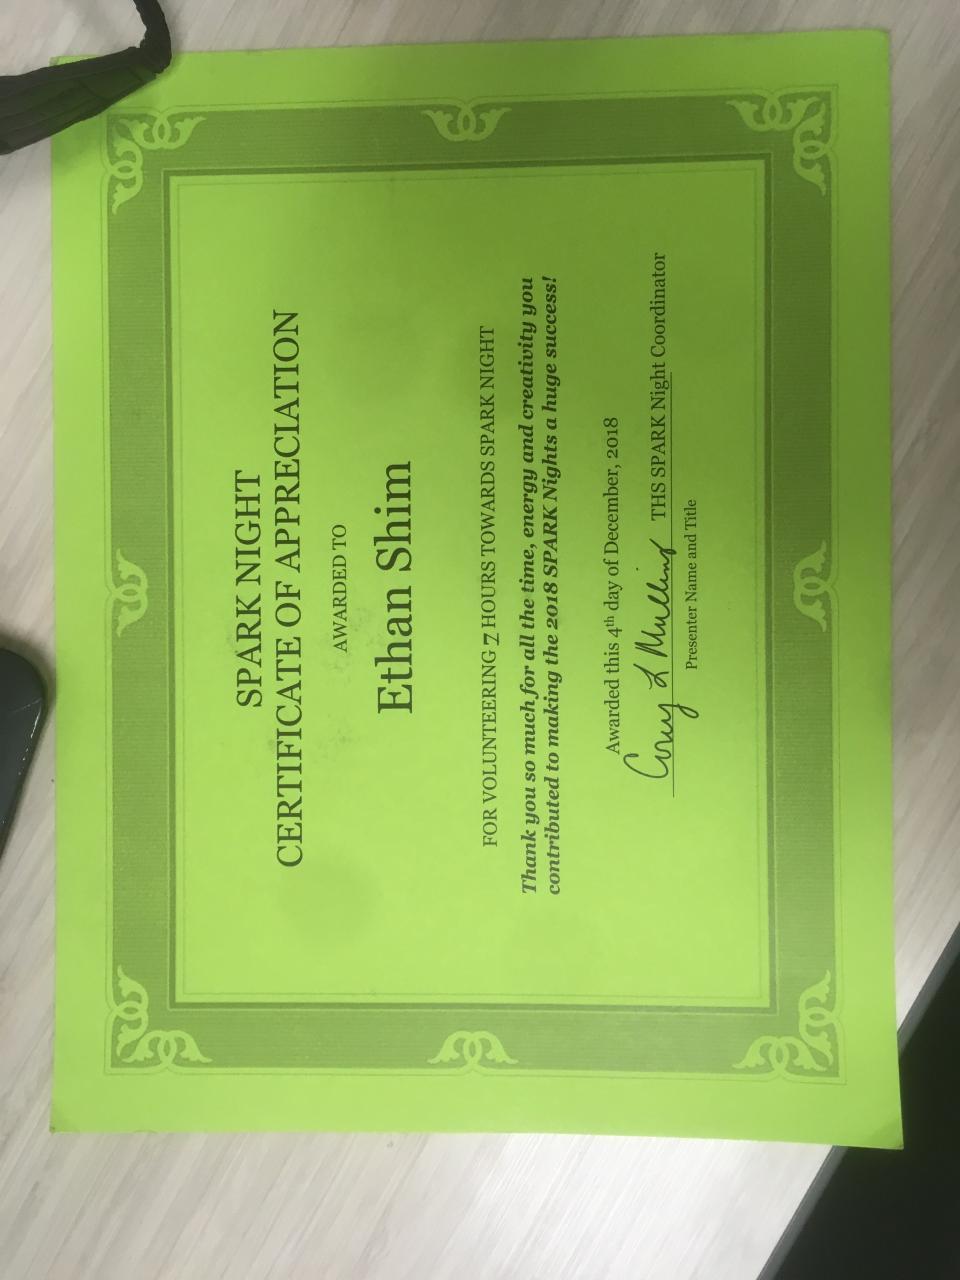 SPARK NIGHT
CERTIFICATE OF APPRECIATION
AWARDED TO
Ethan Shim
FOR VOLUNTEERING 7 HOURS TOWARDS SPARK NIGHT
Thank you so much for all the time, energy and creativity you
contributed to making the 2018 SPARK Nights a huge success!
Awarded this 4th day of December, 2018
L Mullins THS SPARK Night Coordinator
Presenter Name and Title